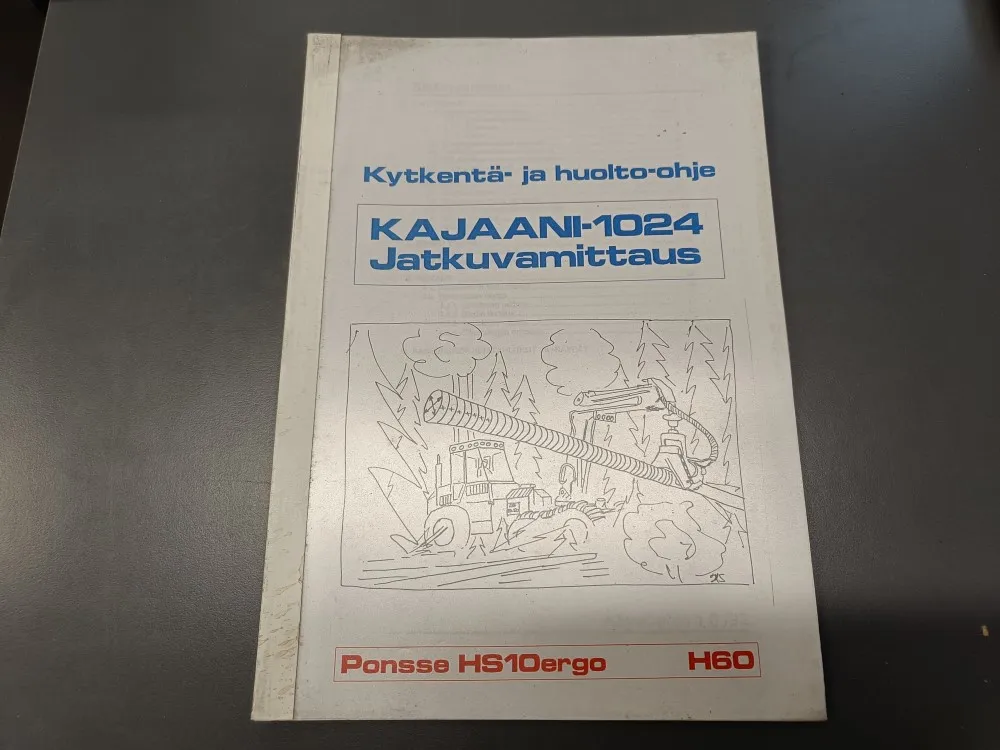 Kytkentä- ja huolto-ohje
KAJAANI-1024
Jatkuvamittaus
Ponsse HS10ergo H60